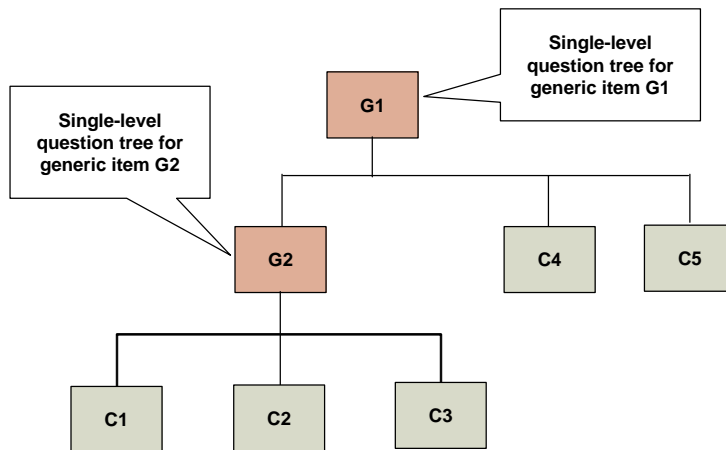 Single-level
question tree for
generic item G1
G1
Single-level
question tree for
generic item G2
G2
C4
C5
C1
C2
C3